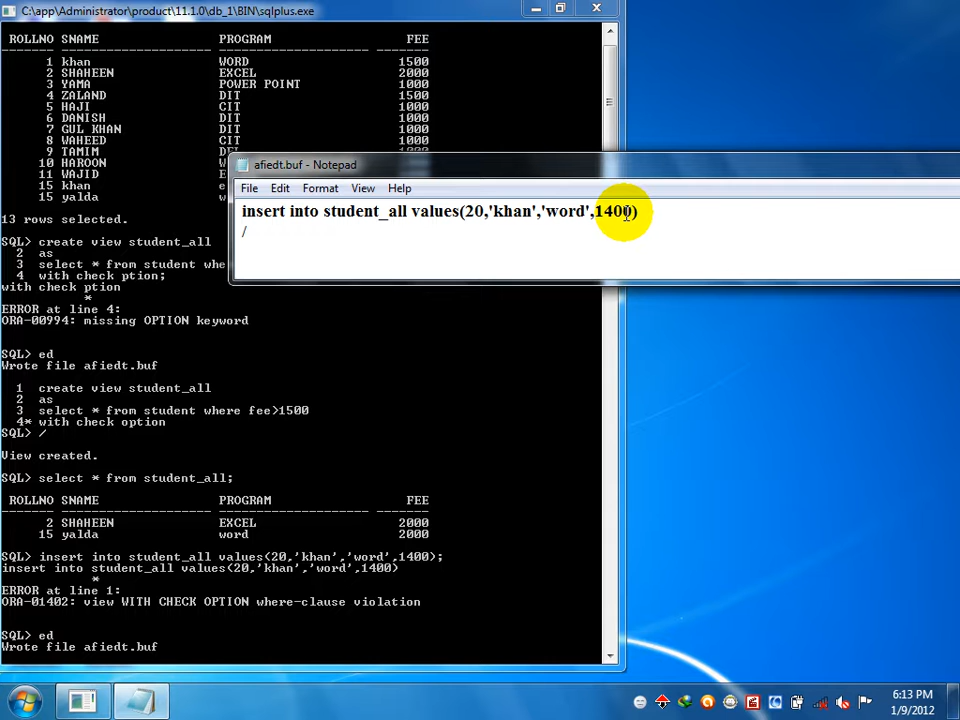 C:\app\Administrator\product\11.1.0\db_1\BIN\sqlplus.exe
ROLLNO SNAME PROGRAM FEE
1 khan WORD 1500
2 SHAHEEN EXCEL 2000
3 YAMA POWER POINT 1000
4 ZALAND DIT 1500
5 HAJI CIT 1000
6 DANISH DIT 1000
7 GUL KHAN DIT 1000
8 WAHEED CIT 1000
9 TAMIM
10 HAROON
11 WAJID
15 khan
15 yalda
13 rows selected.
SQL> create view student_all
2 as
3 select * from student whe
4 with check ption;
with check ption
*
ERROR at line 4:
ORA-00994: missing OPTION keyword
SQL> ed
Wrote file afiedt.buf
1 create view student_all
2 as
3 select * from student where fee>1500
4* with check option
SQL> /
View created.
SQL> select * from student_all;
ROLLNO SNAME PROGRAM FEE
2 SHAHEEN EXCEL 2000
15 yalda word 2000
SQL> insert into student_all values(20,'khan','word',1400);
insert into student_all values(20,'khan','word',1400)
*
ERROR at line 1:
ORA-01402: view WITH CHECK OPTION where-clause violation
SQL> ed
Wrote file afiedt.buf
afiedt.buf - Notepad
File Edit Format View Help
insert into student_all values(20,'khan','word',1400)
/
6:13 PM
1/9/2012